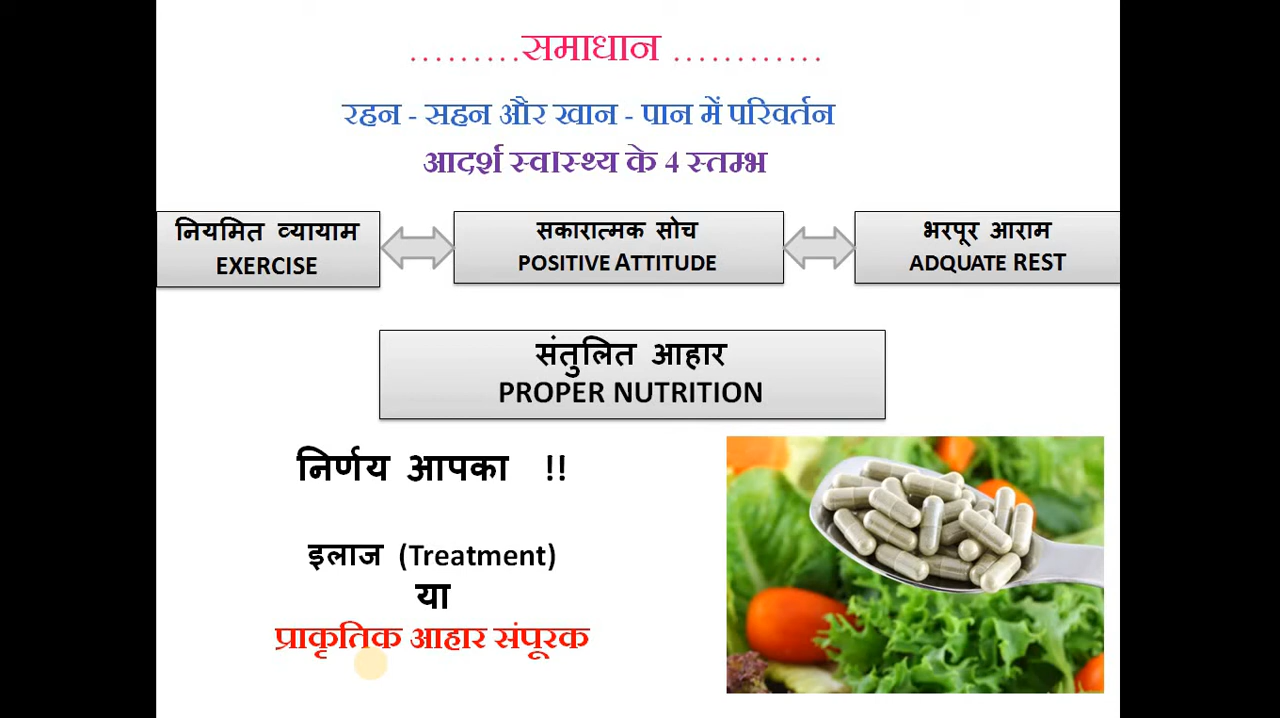 .........समाधान ............
रहन - सहन और खान - पान में परिवर्तन
आदर्श स्वास्थ्य के 4 स्तम्भ
नियमित व्यायाम
EXERCISE
सकारात्मक सोच
POSITIVE ATTITUDE
भरपूर आराम
ADQUATE REST
संतुलित आहार
PROPER NUTRITION
निर्णय आपका !!
इलाज (Treatment)
या
प्राकृतिक आहार संपूरक